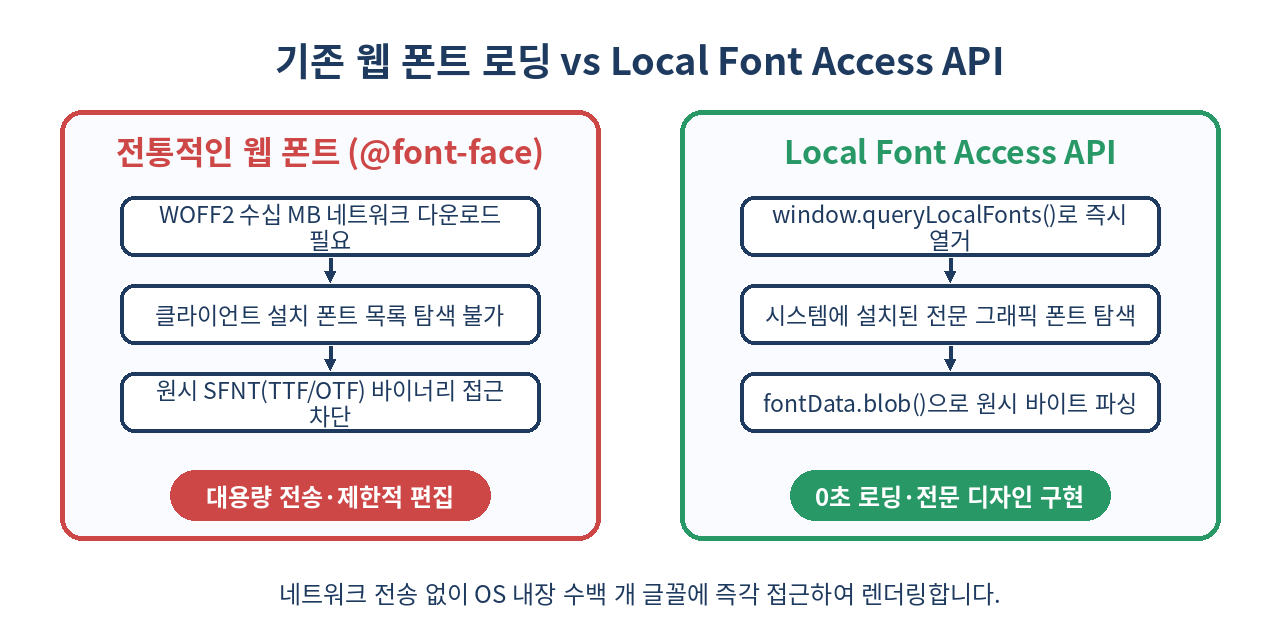 기존 웹 폰트 로딩 vs Local Font Access API
전통적인 웹 폰트 (@font-face)
WOFF2 수십 MB 네트워크 다운로드
필요
클라이언트 설치 폰트 목록 탐색 불가
원시 SFNT(TTF/OTF) 바이너리 접근
차단
대용량 전송·제한적 편집
Local Font Access API
window.queryLocalFonts()로 즉시
열거
시스템에 설치된 전문 그래픽 폰트 탐색
fontData.blob()으로 원시 바이트 파싱
0초 로딩·전문 디자인 구현
네트워크 전송 없이 OS 내장 수백 개 글꼴에 즉각 접근하여 렌더링합니다.